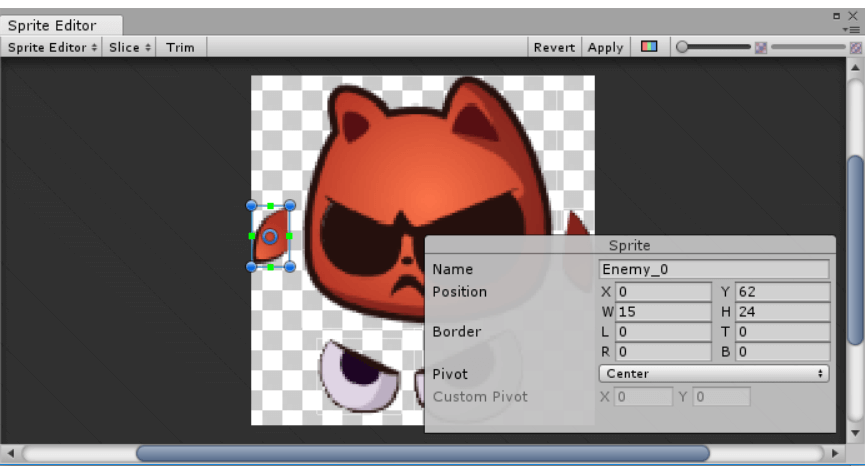 Sprite Editor
Sprite Editor Slice Trim Revert Apply
Sprite
Name Enemy_0
Position X 0 Y 62
W 15 H 24
Border L 0 T 0
R 0 B 0
Pivot Center
Custom Pivot X 0 Y 0